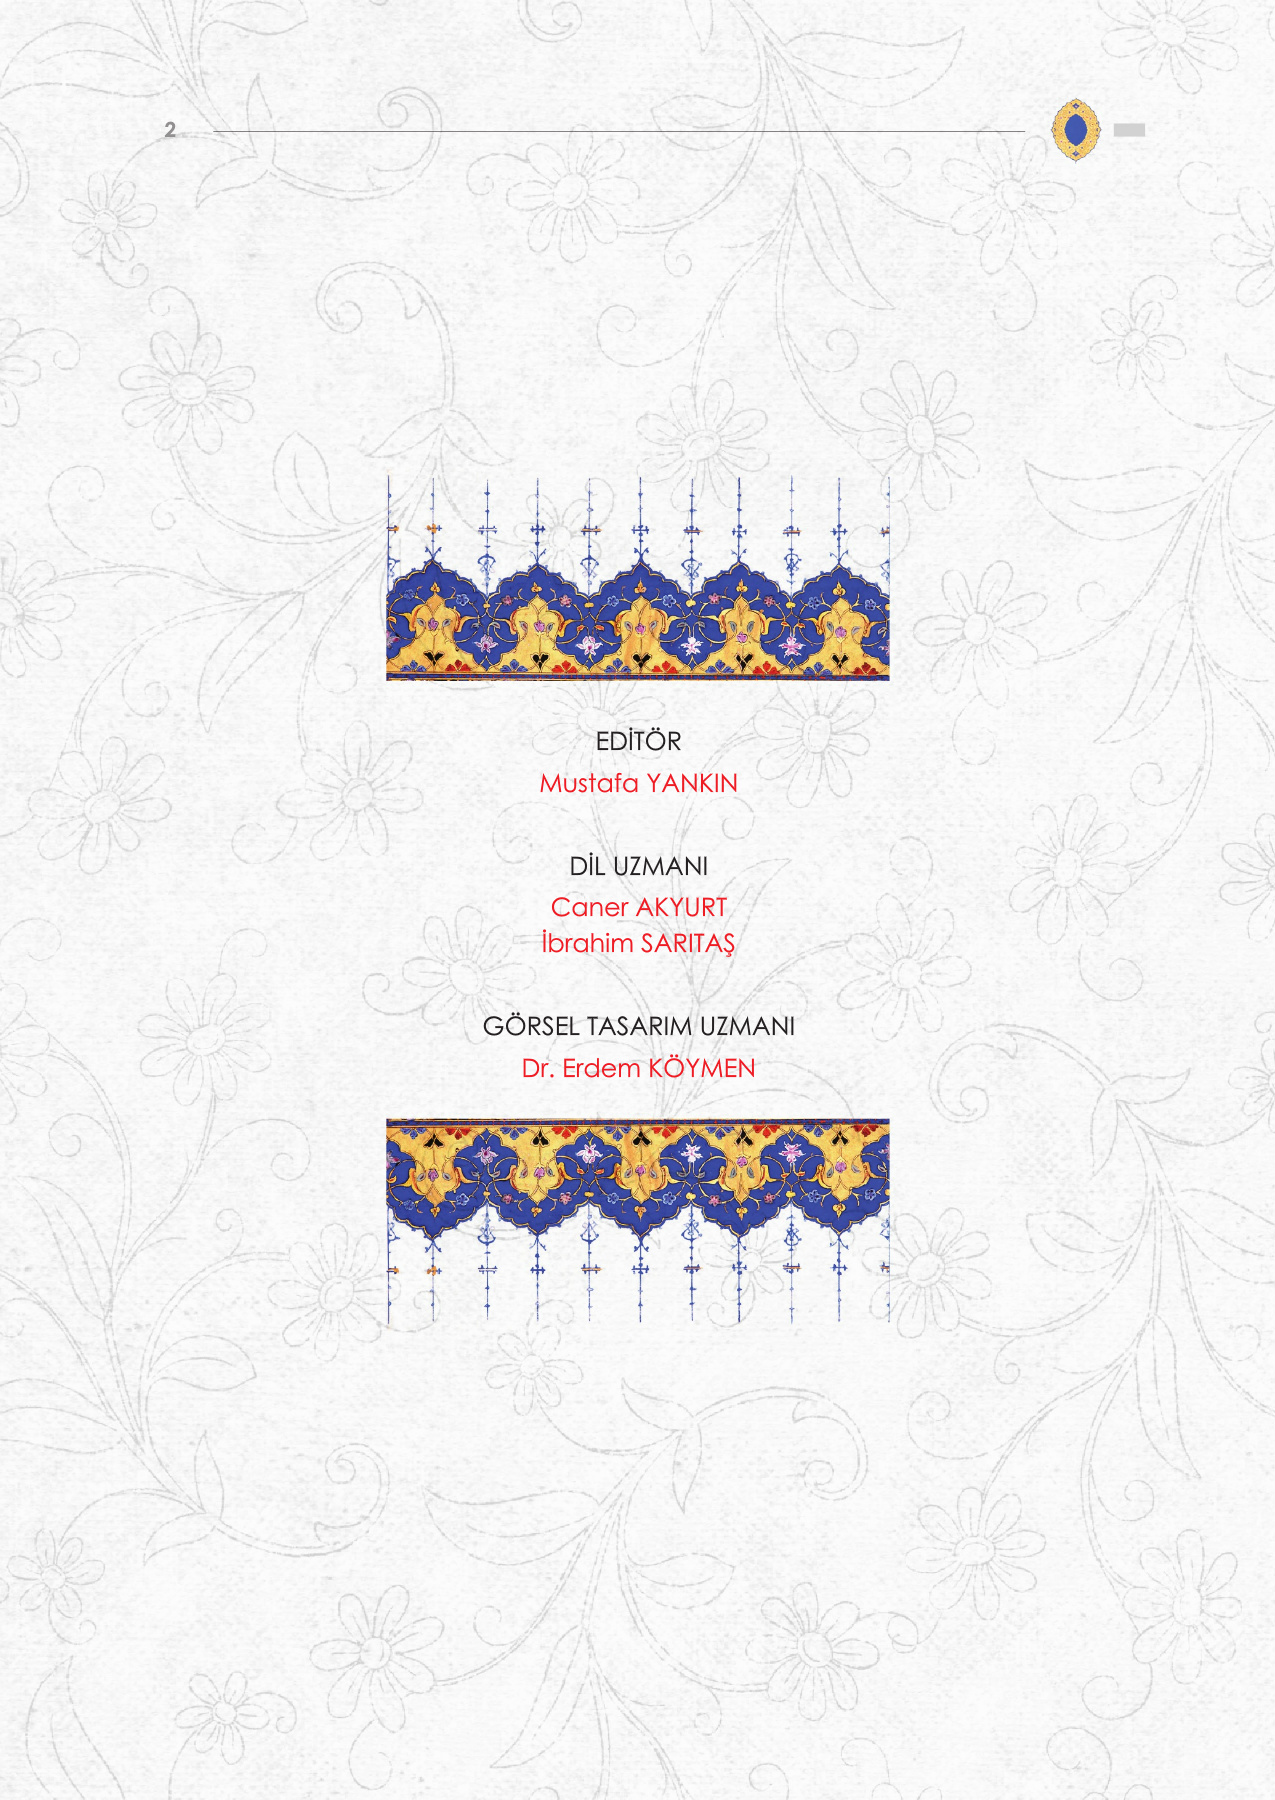 2
EDİTÖR
Mustafa YANKIN
DİL UZMANI
Caner AKYURT
İbrahim SARITAŞ
GÖRSEL TASARIM UZMANI
Dr. Erdem KÖYMEN